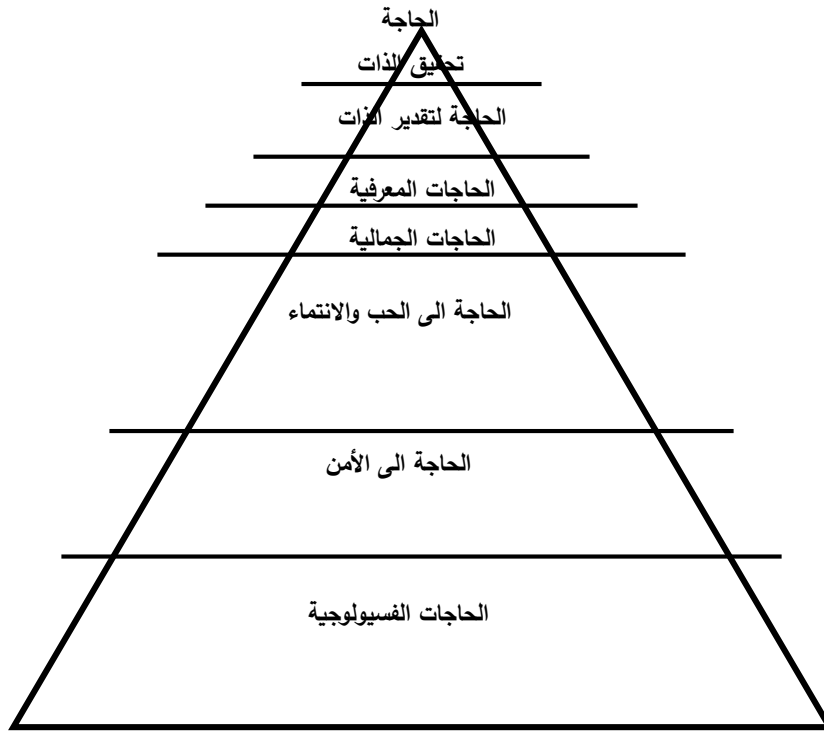 الحاجة
تحقيق الذات
الحاجة لتقدير الذات
الحاجات المعرفية
الحاجات الجمالية
الحاجة الى الحب والانتماء
الحاجة الى الأمن
الحاجات الفسيولوجية